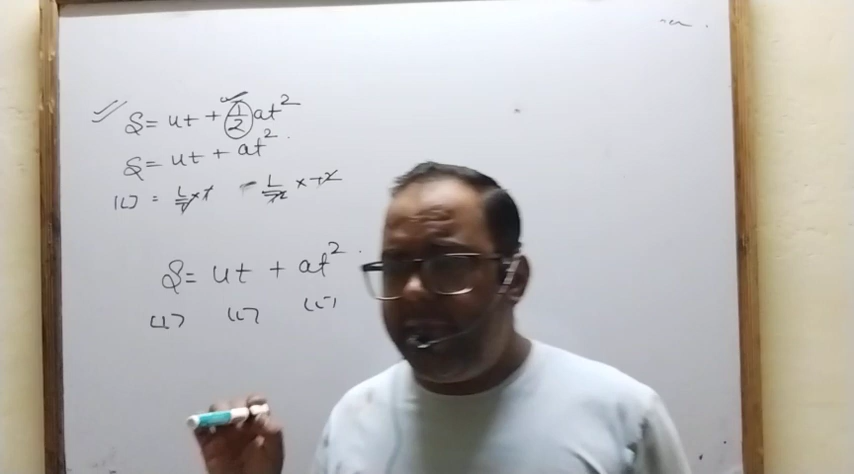 S = ut + 1/2 at²
S = ut + at².
[L] = L/T × T - L/T² × T²
S = ut + at².
[L] [L] [L]